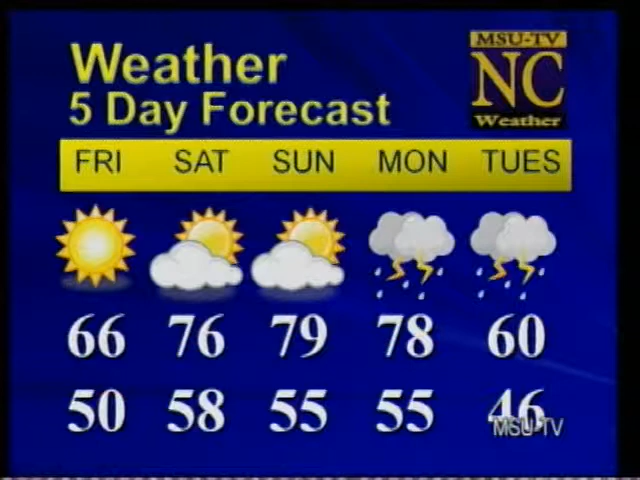 Weather
5 Day Forecast
MSU-TV
NC
Weather
FRI SAT SUN MON TUES
66 76 79 78 60
50 58 55 55 46
MSU-TV